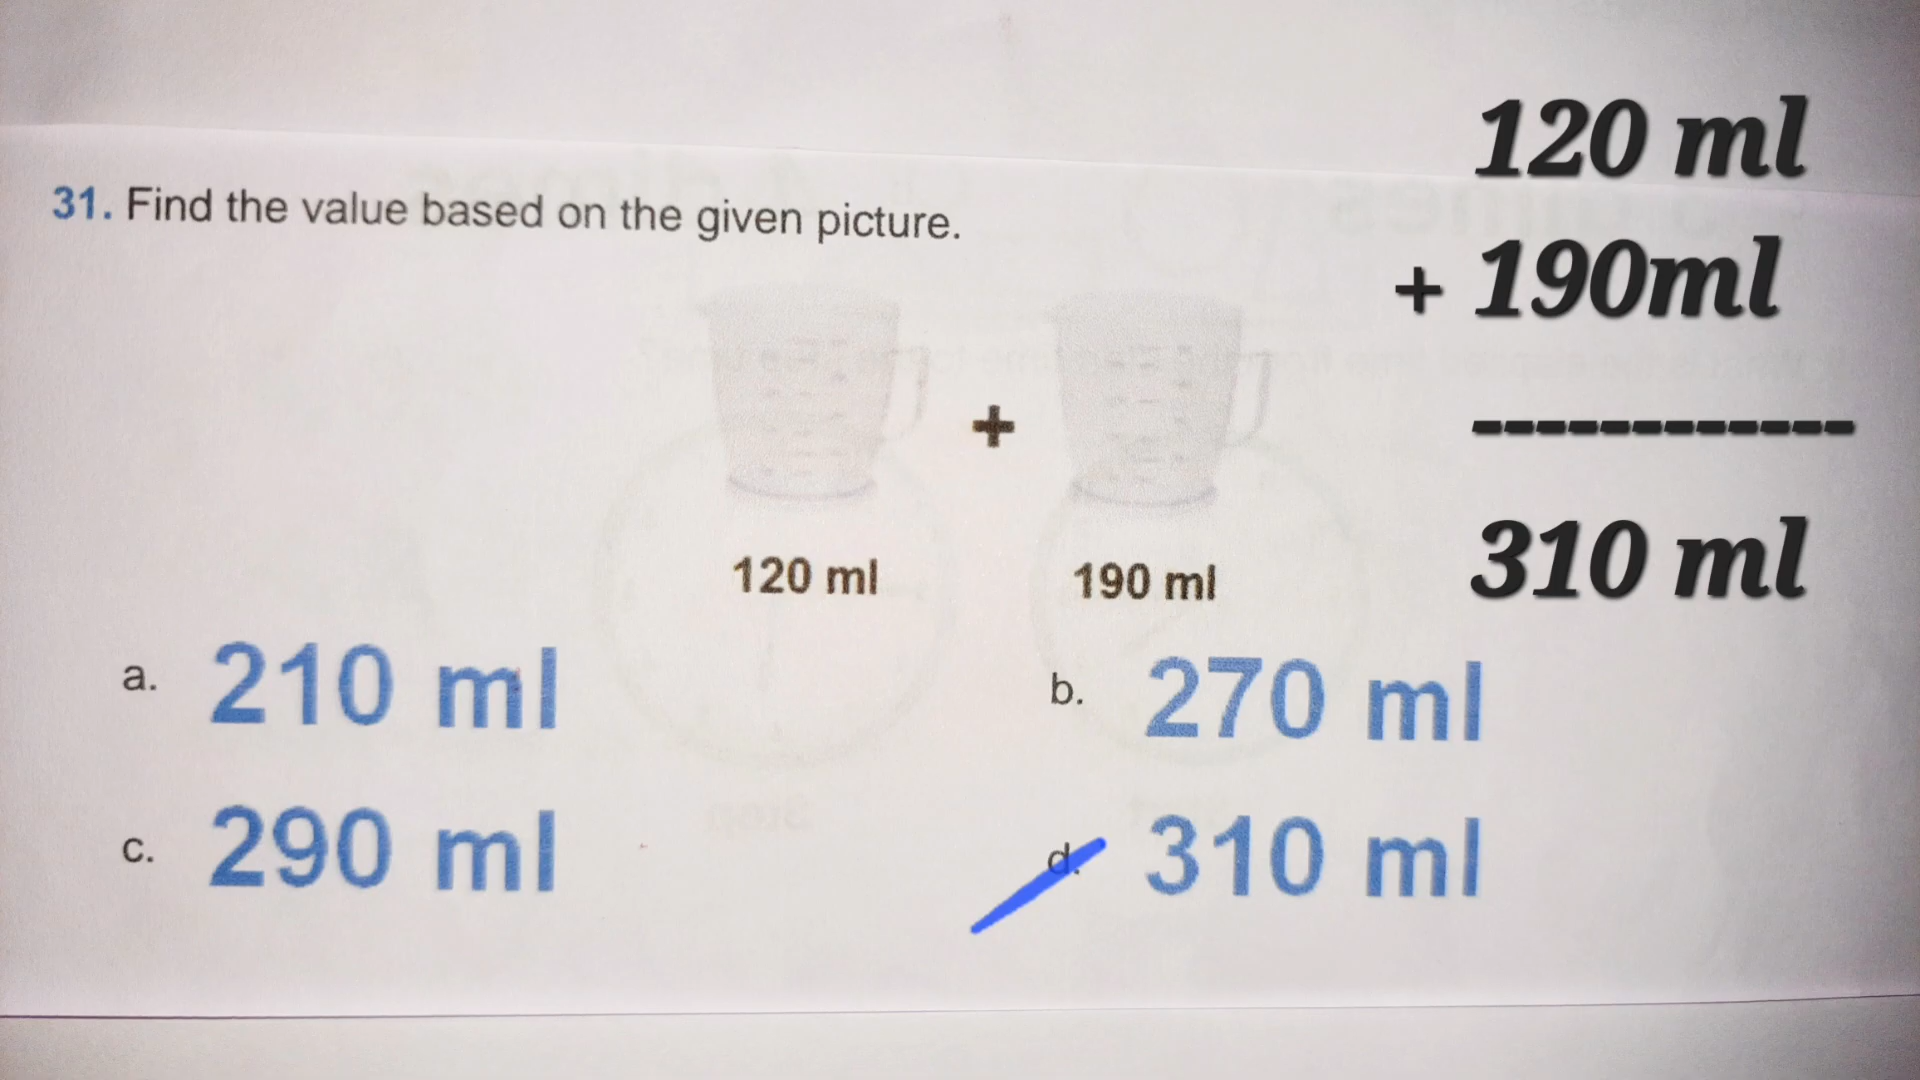 120 ml
31. Find the value based on the given picture.
+ 190ml
+
------------
120 ml 190 ml
310 ml
a. 210 ml b. 270 ml
c. 290 ml d. 310 ml